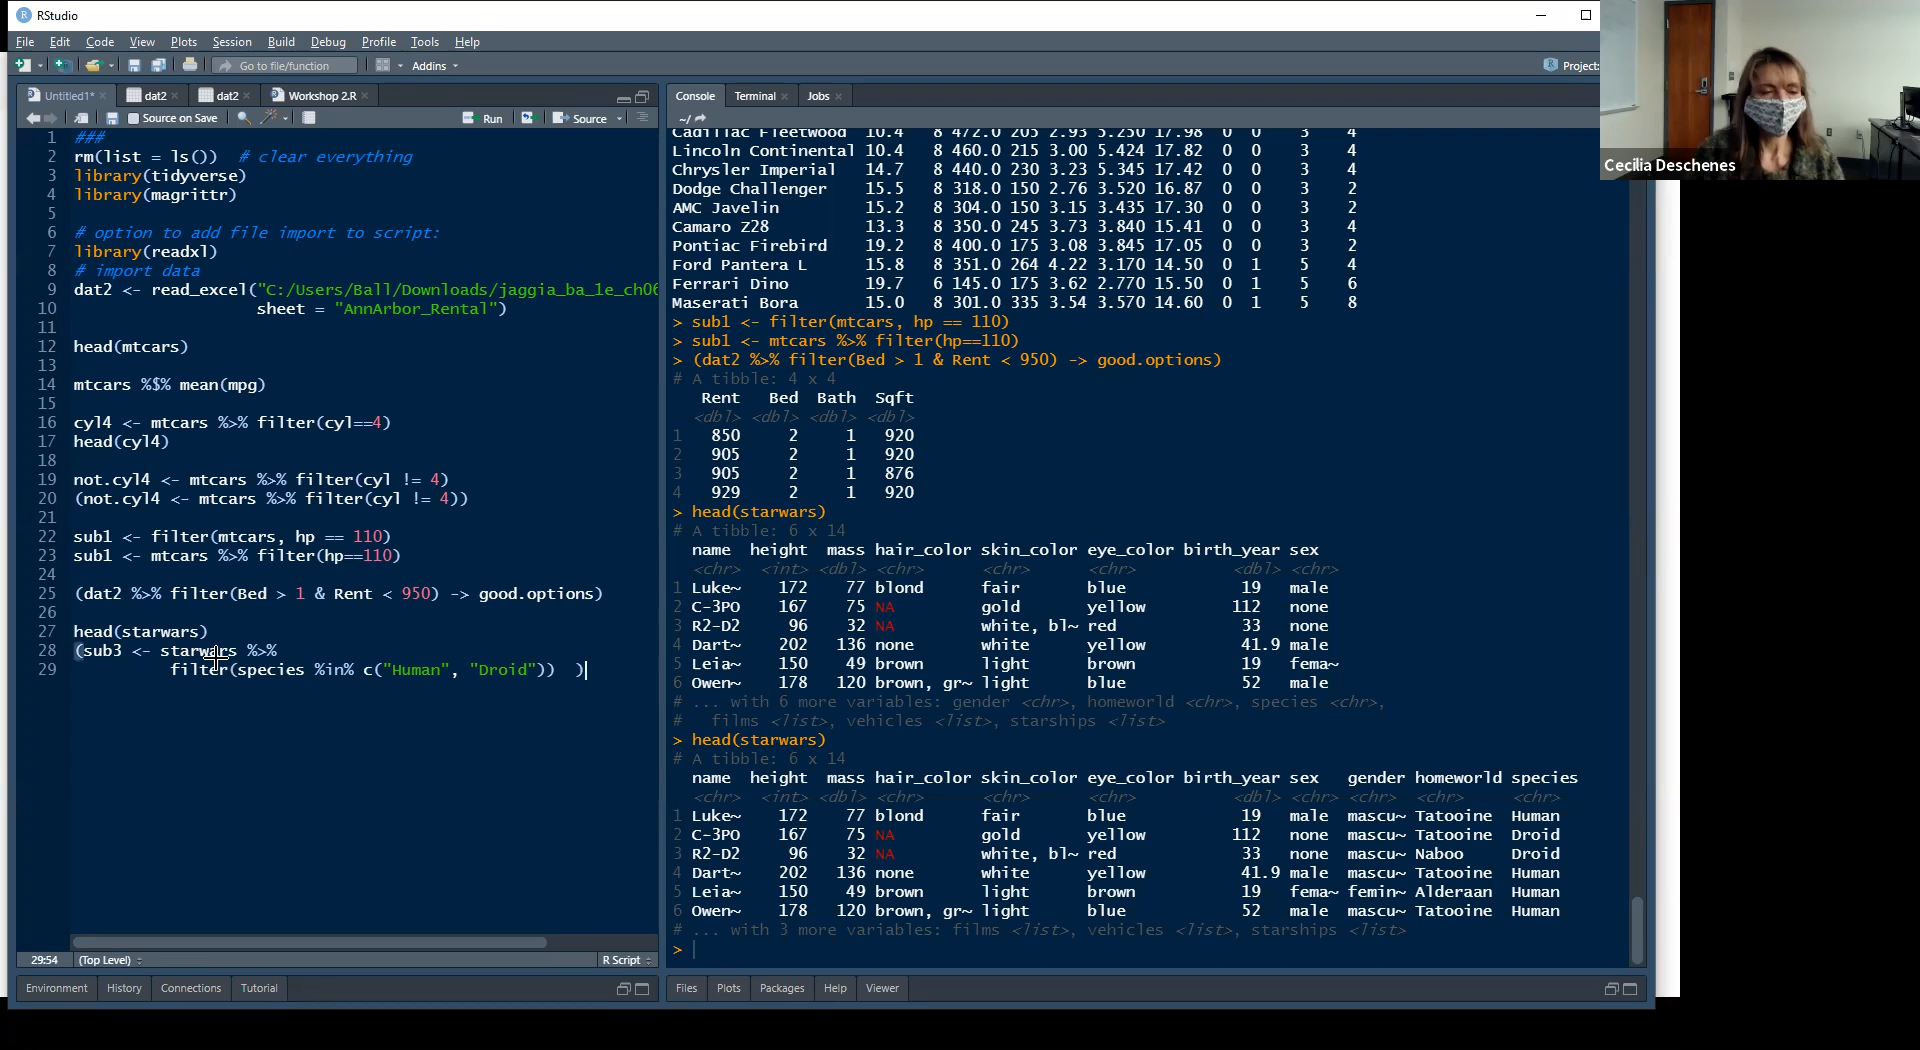 RStudio
File Edit Code View Plots Session Build Debug Profile Tools Help
Go to file/function Addins Project:
Untitled1* dat2 dat2 Workshop 2.R
Source on Save Run Source
1 ###
2 rm(list = ls()) # clear everything
3 library(tidyverse)
4 library(magrittr)
5
6 # option to add file import to script:
7 library(readxl)
8 # import data
9 dat2 <- read_excel("C:/Users/Ball/Downloads/jaggia_ba_1e_ch06
10 sheet = "AnnArbor_Rental")
11
12 head(mtcars)
13
14 mtcars %$% mean(mpg)
15
16 cyl4 <- mtcars %>% filter(cyl==4)
17 head(cyl4)
18
19 not.cyl4 <- mtcars %>% filter(cyl != 4)
20 (not.cyl4 <- mtcars %>% filter(cyl != 4))
21
22 sub1 <- filter(mtcars, hp == 110)
23 sub1 <- mtcars %>% filter(hp==110)
24
25 (dat2 %>% filter(Bed > 1 & Rent < 950) -> good.options)
26
27 head(starwars)
28 (sub3 <- starwars %>%
29 filter(species %in% c("Human", "Droid")) )
29:54 (Top Level) R Script
Environment History Connections Tutorial
Console Terminal Jobs
~/
Cadillac Fleetwood 10.4 8 472.0 205 2.93 5.250 17.98 0 0 3 4
Lincoln Continental 10.4 8 460.0 215 3.00 5.424 17.82 0 0 3 4
Chrysler Imperial 14.7 8 440.0 230 3.23 5.345 17.42 0 0 3 4
Dodge Challenger 15.5 8 318.0 150 2.76 3.520 16.87 0 0 3 2
AMC Javelin 15.2 8 304.0 150 3.15 3.435 17.30 0 0 3 2
Camaro Z28 13.3 8 350.0 245 3.73 3.840 15.41 0 0 3 4
Pontiac Firebird 19.2 8 400.0 175 3.08 3.845 17.05 0 0 3 2
Ford Pantera L 15.8 8 351.0 264 4.22 3.170 14.50 0 1 5 4
Ferrari Dino 19.7 6 145.0 175 3.62 2.770 15.50 0 1 5 6
Maserati Bora 15.0 8 301.0 335 3.54 3.570 14.60 0 1 5 8
> sub1 <- filter(mtcars, hp == 110)
> sub1 <- mtcars %>% filter(hp==110)
> (dat2 %>% filter(Bed > 1 & Rent < 950) -> good.options)
# A tibble: 4 x 4
Rent Bed Bath Sqft
<dbl> <dbl> <dbl> <dbl>
1 850 2 1 920
2 905 2 1 920
3 905 2 1 876
4 929 2 1 920
> head(starwars)
# A tibble: 6 x 14
name height mass hair_color skin_color eye_color birth_year sex
<chr> <int> <dbl> <chr> <chr> <chr> <dbl> <chr>
1 Luke~ 172 77 blond fair blue 19 male
2 C-3PO 167 75 NA gold yellow 112 none
3 R2-D2 96 32 NA white, bl~ red 33 none
4 Dart~ 202 136 none white yellow 41.9 male
5 Leia~ 150 49 brown light brown 19 fema~
6 Owen~ 178 120 brown, gr~ light blue 52 male
# ... with 6 more variables: gender <chr>, homeworld <chr>, species <chr>,
# films <list>, vehicles <list>, starships <list>
> head(starwars)
# A tibble: 6 x 14
name height mass hair_color skin_color eye_color birth_year sex gender homeworld species
<chr> <int> <dbl> <chr> <chr> <chr> <dbl> <chr> <chr> <chr> <chr>
1 Luke~ 172 77 blond fair blue 19 male mascu~ Tatooine Human
2 C-3PO 167 75 NA gold yellow 112 none mascu~ Tatooine Droid
3 R2-D2 96 32 NA white, bl~ red 33 none mascu~ Naboo Droid
4 Dart~ 202 136 none white yellow 41.9 male mascu~ Tatooine Human
5 Leia~ 150 49 brown light brown 19 fema~ femin~ Alderaan Human
6 Owen~ 178 120 brown, gr~ light blue 52 male mascu~ Tatooine Human
# ... with 3 more variables: films <list>, vehicles <list>, starships <list>
>
Files Plots Packages Help Viewer
Cecilia Deschenes